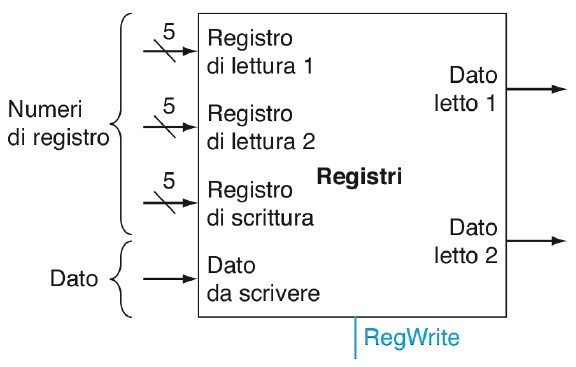 Numeri
di registro
Dato
5
Registro
di lettura 1
5
Registro
di lettura 2
5
Registro
di scrittura
Dato
da scrivere
Registri
Dato
letto 1
Dato
letto 2
RegWrite